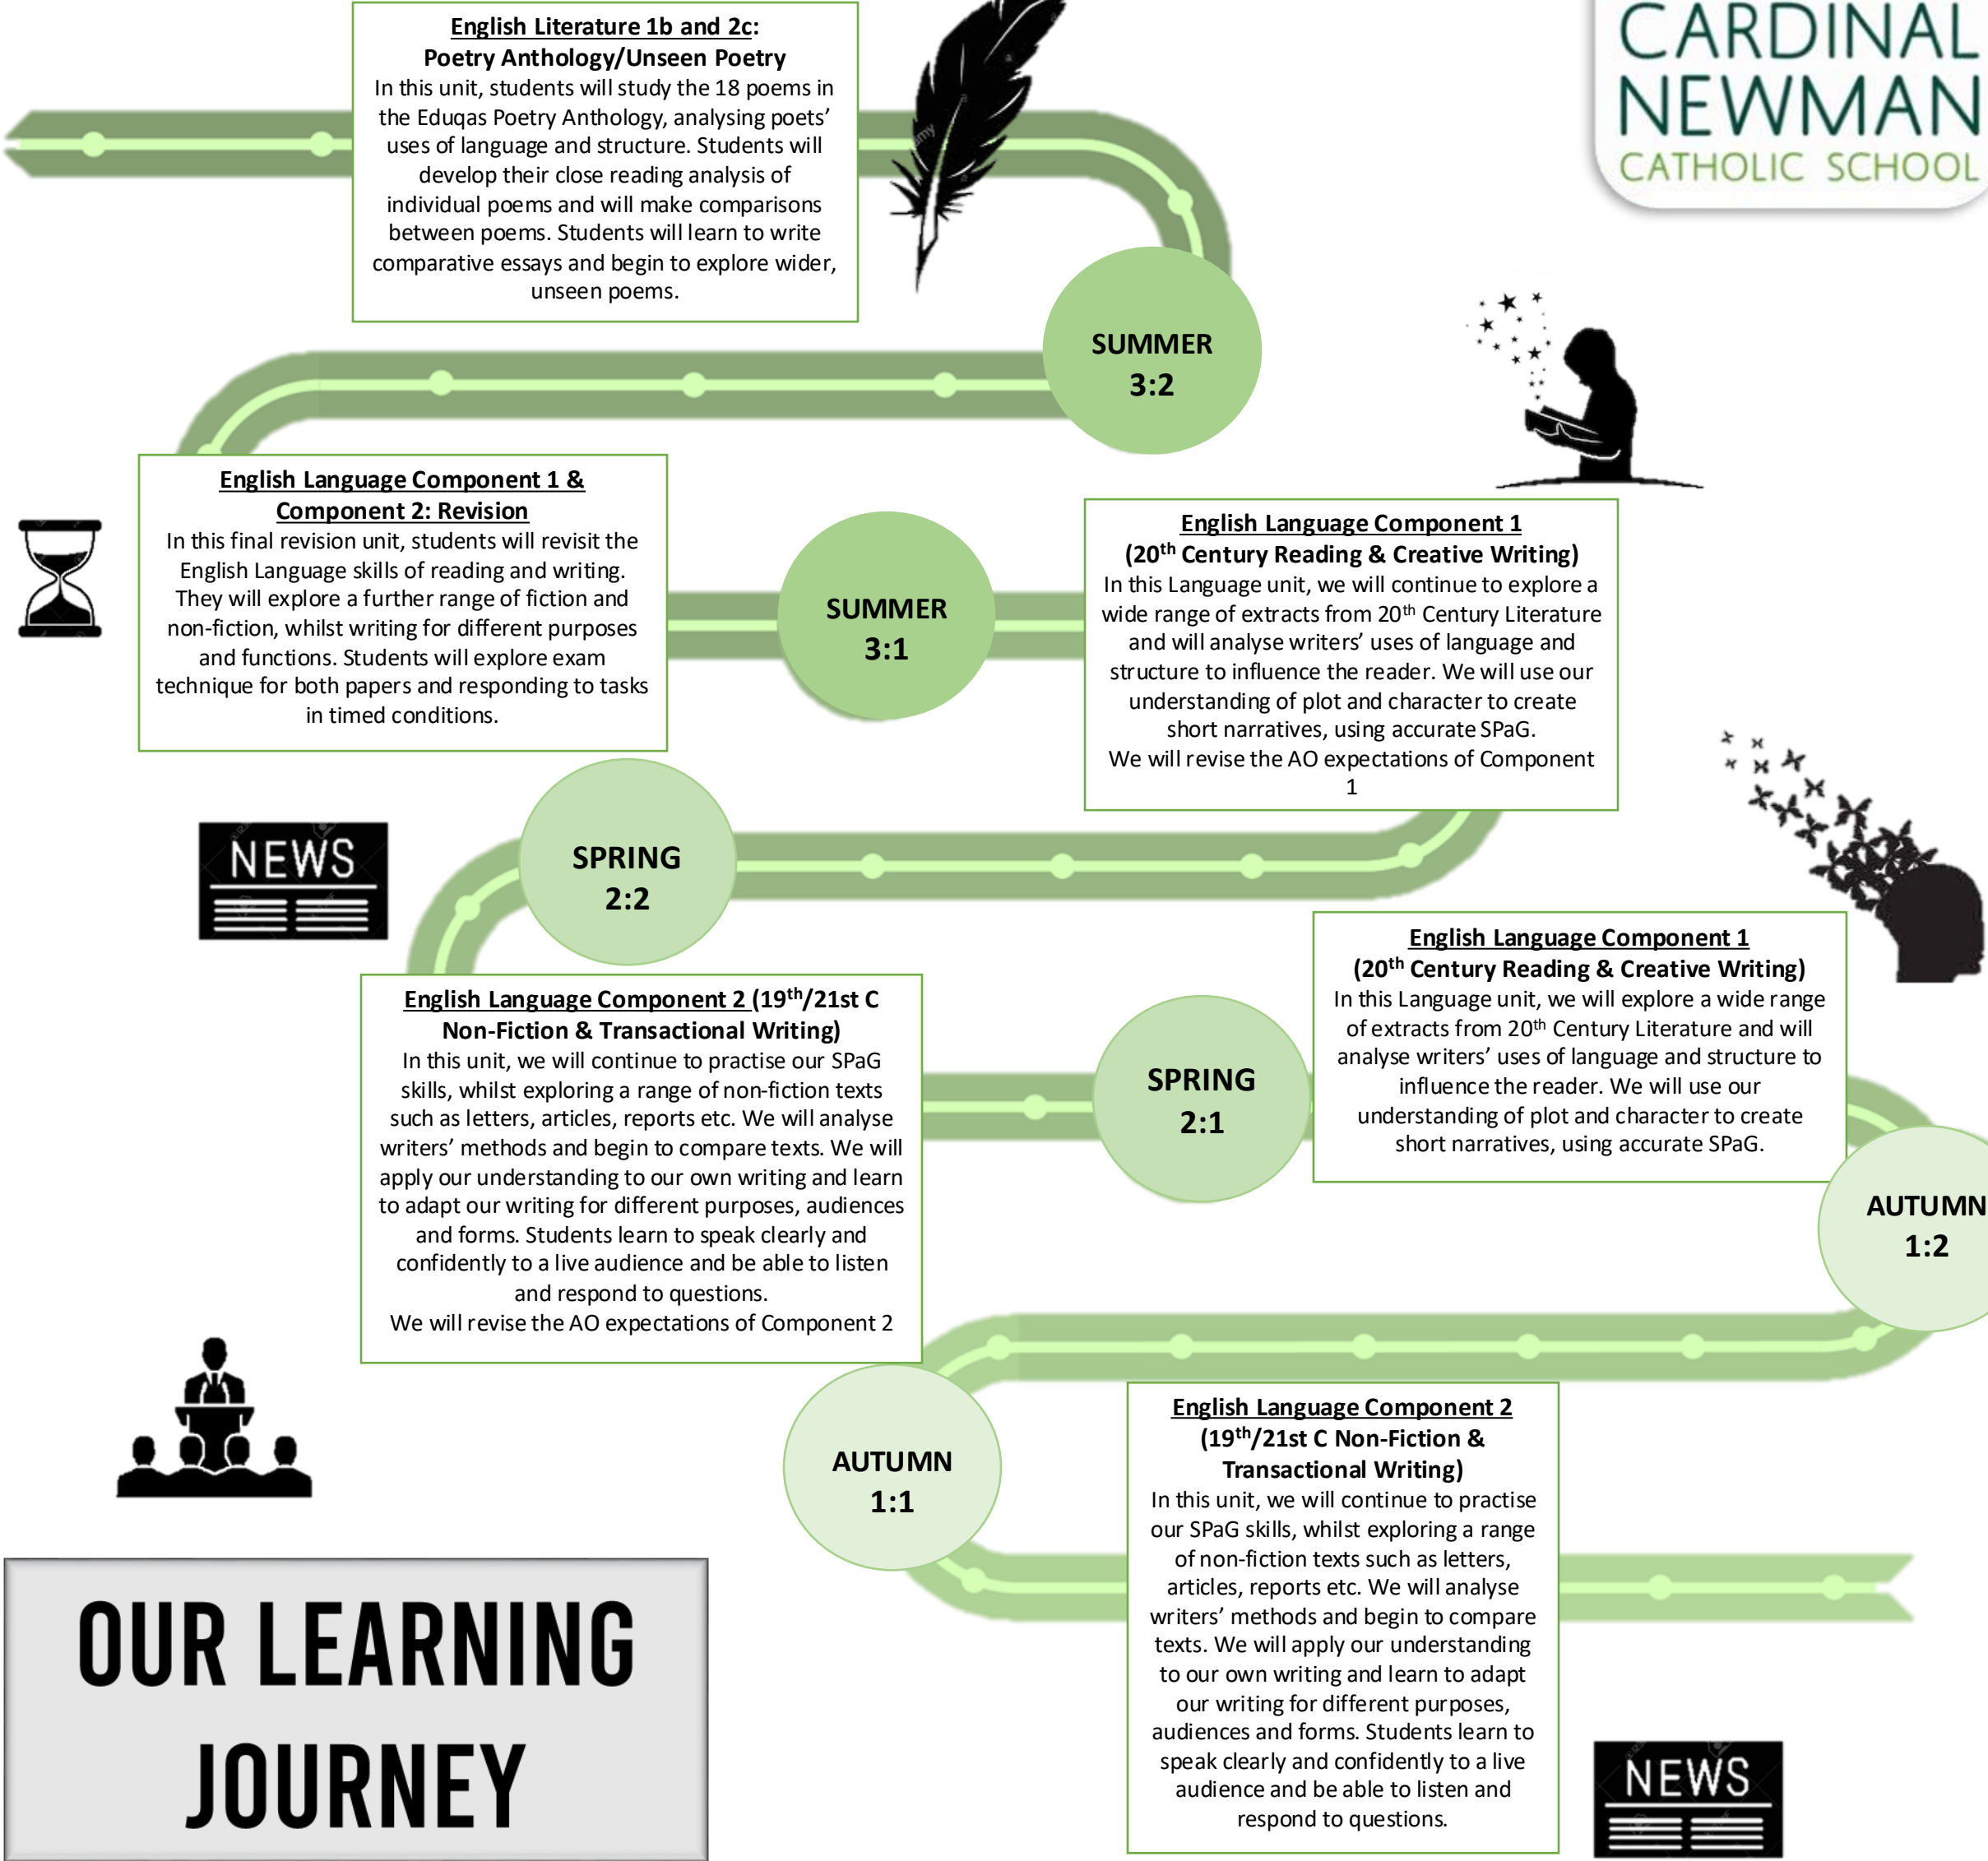 English Literature 1b and 2c:
Poetry Anthology/Unseen Poetry
In this unit, students will study the 18 poems in
the Eduqas Poetry Anthology, analysing poets’
uses of language and structure. Students will
develop their close reading analysis of
individual poems and will make comparisons
between poems. Students will learn to write
comparative essays and begin to explore wider,
unseen poems.
CARDINAL
NEWMAN
CATHOLIC SCHOOL
SUMMER
3:2
English Language Component 1 &
Component 2: Revision
In this final revision unit, students will revisit the
English Language skills of reading and writing.
They will explore a further range of fiction and
non-fiction, whilst writing for different purposes
and functions. Students will explore exam
technique for both papers and responding to tasks
in timed conditions.
SUMMER
3:1
English Language Component 1
(20th Century Reading & Creative Writing)
In this Language unit, we will continue to explore a
wide range of extracts from 20th Century Literature
and will analyse writers’ uses of language and
structure to influence the reader. We will use our
understanding of plot and character to create
short narratives, using accurate SPaG.
We will revise the AO expectations of Component
1
NEWS
SPRING
2:2
English Language Component 1
(20th Century Reading & Creative Writing)
In this Language unit, we will explore a wide range
of extracts from 20th Century Literature and will
analyse writers’ uses of language and structure to
influence the reader. We will use our
understanding of plot and character to create
short narratives, using accurate SPaG.
English Language Component 2 (19th/21st C
Non-Fiction & Transactional Writing)
In this unit, we will continue to practise our SPaG
skills, whilst exploring a range of non-fiction texts
such as letters, articles, reports etc. We will analyse
writers’ methods and begin to compare texts. We will
apply our understanding to our own writing and learn
to adapt our writing for different purposes, audiences
and forms. Students learn to speak clearly and
confidently to a live audience and be able to listen
and respond to questions.
We will revise the AO expectations of Component 2
SPRING
2:1
AUTUMN
1:2
AUTUMN
1:1
English Language Component 2
(19th/21st C Non-Fiction &
Transactional Writing)
In this unit, we will continue to practise
our SPaG skills, whilst exploring a range
of non-fiction texts such as letters,
articles, reports etc. We will analyse
writers’ methods and begin to compare
texts. We will apply our understanding
to our own writing and learn to adapt
our writing for different purposes,
audiences and forms. Students learn to
speak clearly and confidently to a live
audience and be able to listen and
respond to questions.
OUR LEARNING
JOURNEY
NEWS